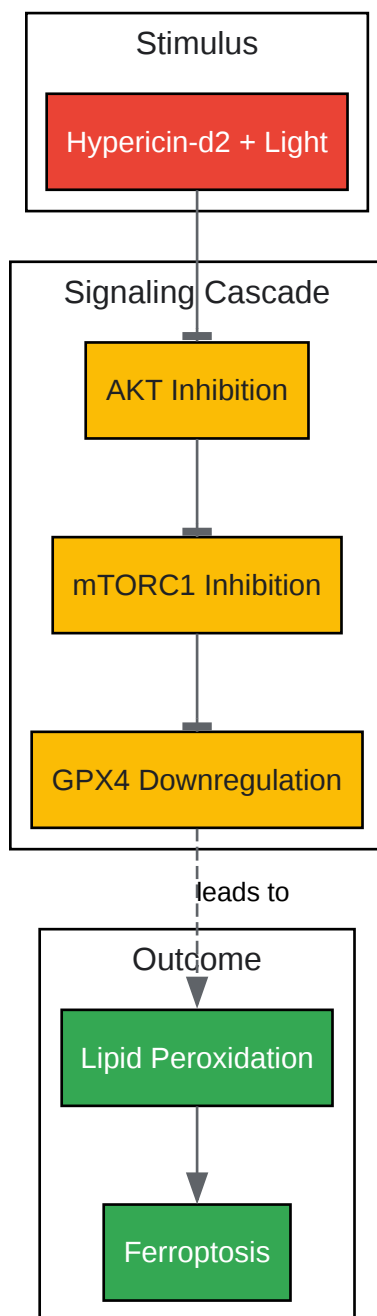 Stimulus
Hypericin-d2 + Light
Signaling Cascade
AKT Inhibition
mTORC1 Inhibition
GPX4 Downregulation
leads to
Outcome
Lipid Peroxidation
Ferroptosis